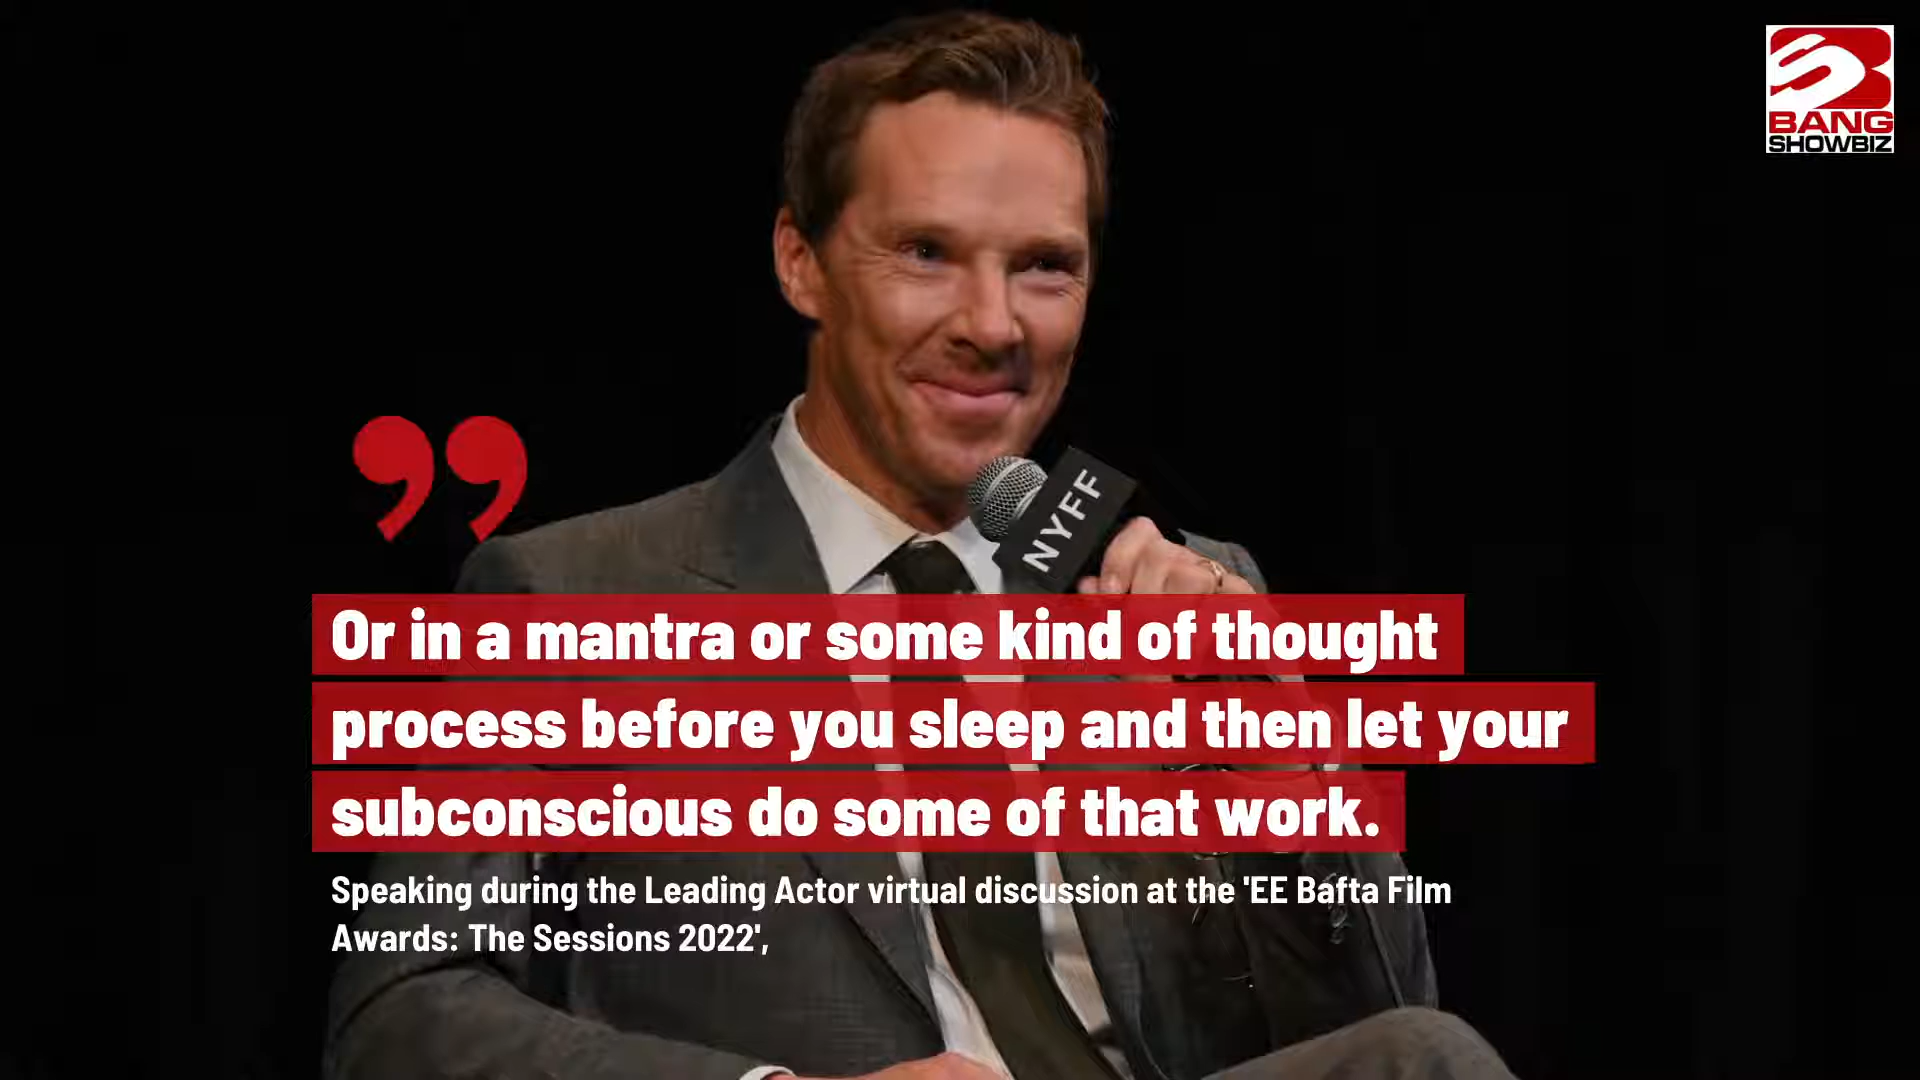 BANG
SHOWBIZ
NYFF
Or in a mantra or some kind of thought
process before you sleep and then let your
subconscious do some of that work.
Speaking during the Leading Actor virtual discussion at the 'EE Bafta Film
Awards: The Sessions 2022',